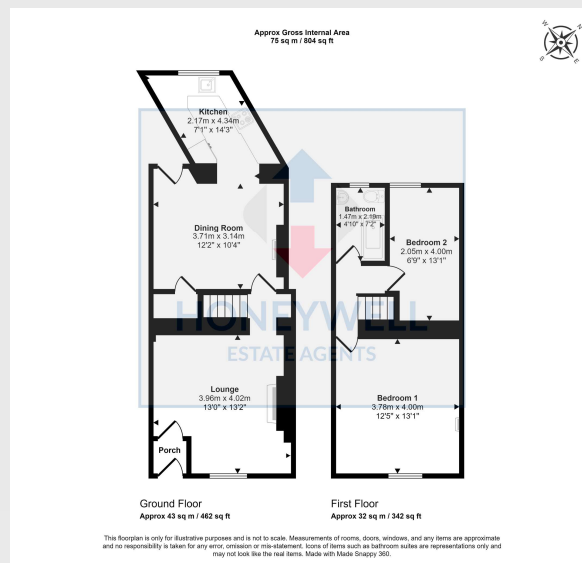 Approx Gross Internal Area
75 sq m / 804 sq ft
N
W
S
E
Kitchen
2.17m x 4.34m
7'1" x 14'3"
Dining Room
3.71m x 3.14m
12'2" x 10'4"
Bathroom
1.47m x 2.19m
4'10" x 7'2"
Bedroom 2
2.05m x 4.00m
6'9" x 13'1"
HONEYWELL
ESTATE AGENTS
Lounge
3.96m x 4.02m
13'0" x 13'2"
Porch
Bedroom 1
3.78m x 4.00m
12'5" x 13'1"
Ground Floor
Approx 43 sq m / 462 sq ft
First Floor
Approx 32 sq m / 342 sq ft
This floorplan is only for illustrative purposes and is not to scale. Measurements of rooms, doors, windows, and any items are approximate
and no responsibility is taken for any error, omission or mis-statement. Icons of items such as bathroom suites are representations only and
may not look like the real items. Made with Made Snappy 360.